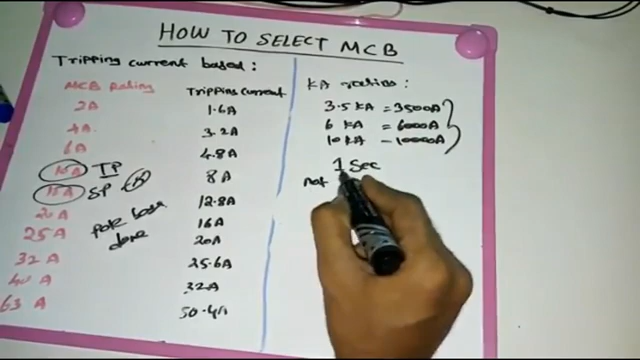 HOW TO SELECT MCB
Tripping current based:
MCB Rating Tripping current
2A 1.6A
4A 3.2A
6A 4.8A
10A TP 8A
16A SP B 12.8A
20A 16A
25A 20A
32A 25.6A
40A 32A
63A 50.4A
Pole base
done
KA rating:
3.5 KA = 3500A
6 KA = 6000A
10 KA - 10000A
1 Sec
not